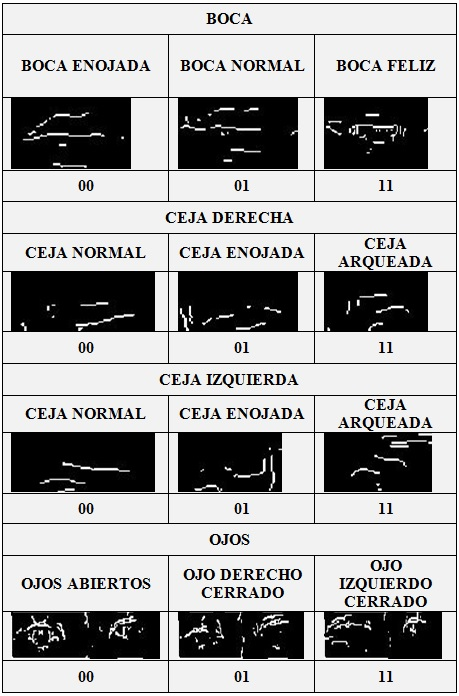 BOCA
BOCA ENOJADA BOCA NORMAL BOCA FELIZ
00 01 11
CEJA DERECHA
CEJA NORMAL CEJA ENOJADA CEJA
ARQUEADA
00 01 11
CEJA IZQUIERDA
CEJA NORMAL CEJA ENOJADA CEJA
ARQUEADA
00 01 11
OJOS
OJOS ABIERTOS OJO DERECHO
CERRADO OJO
IZQUIERDO
CERRADO
00 01 11